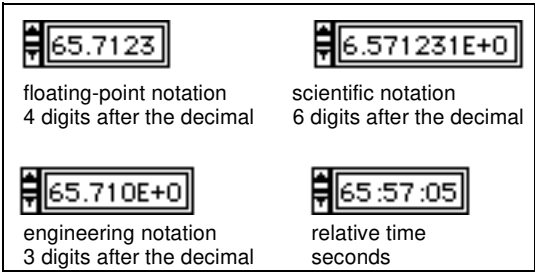 65.7123
floating-point notation
4 digits after the decimal
6.571231E+0
scientific notation
6 digits after the decimal
65.710E+0
engineering notation
3 digits after the decimal
65:57:05
relative time
seconds